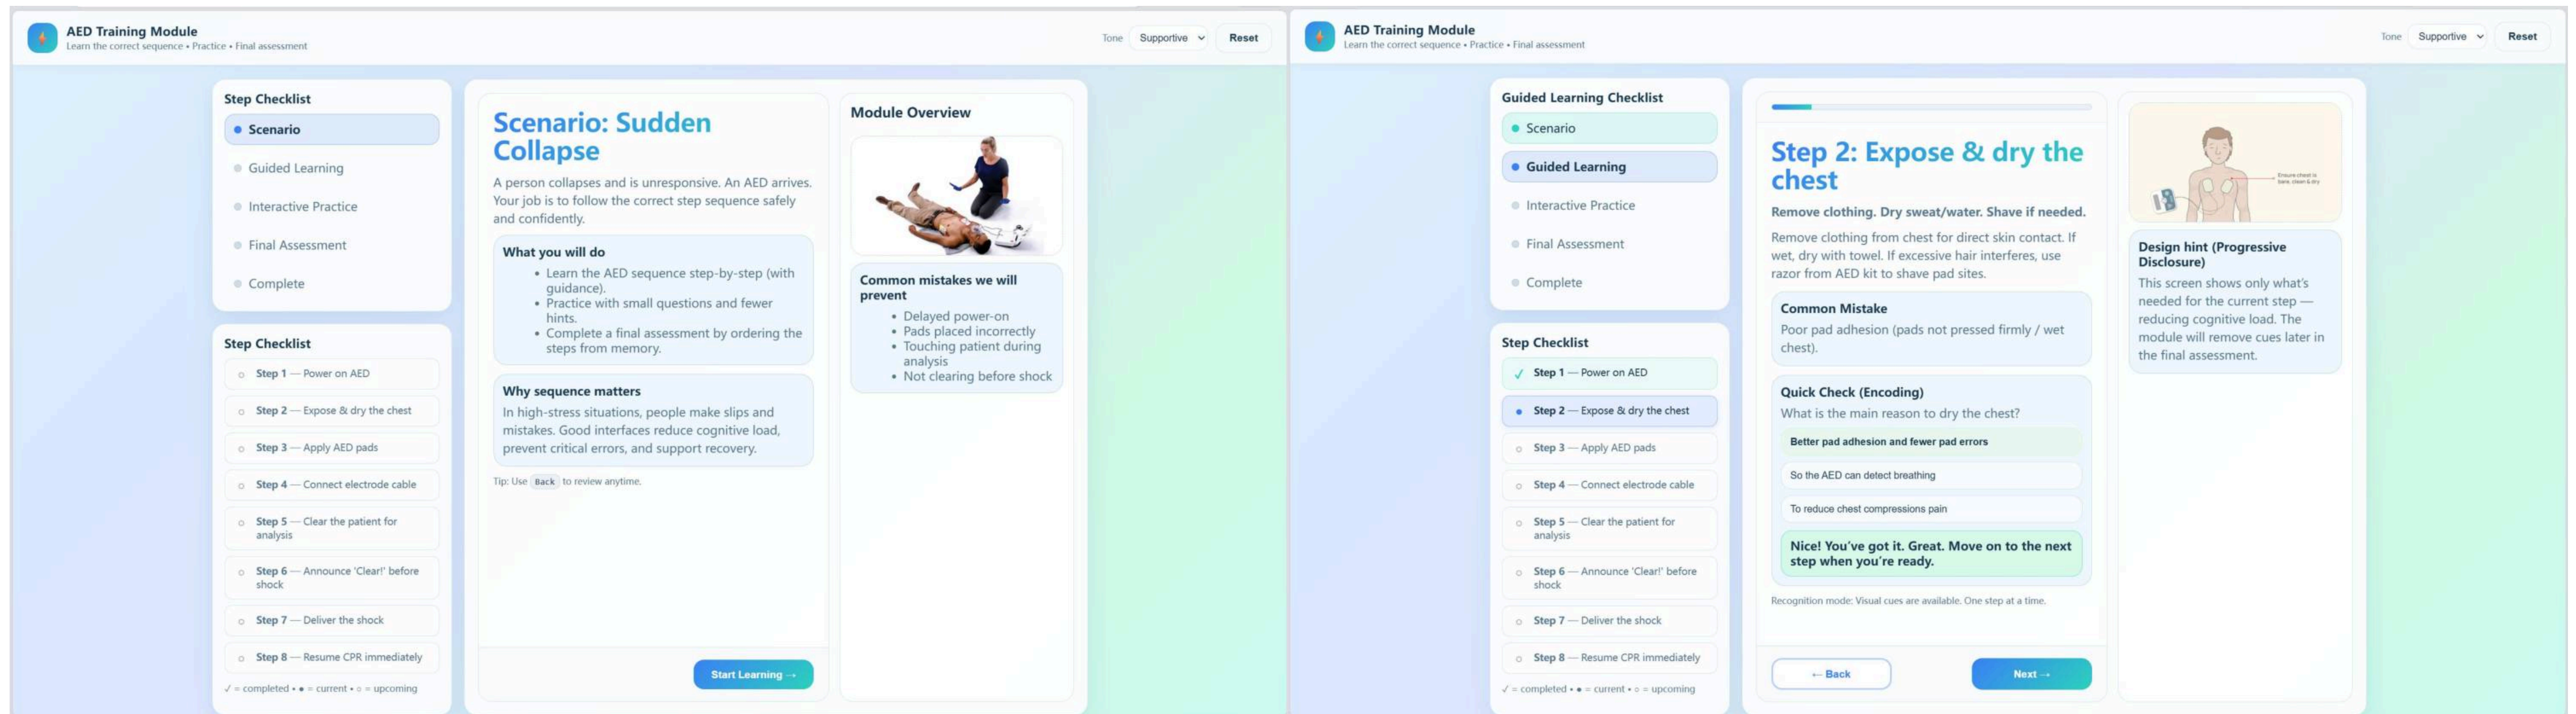 AED Training Module
Learn the correct sequence • Practice • Final assessment
Tone
Supportive
Reset
Step Checklist
Scenario
Guided Learning
Interactive Practice
Final Assessment
Complete
Step Checklist
Step 1 — Power on AED
Step 2 — Expose & dry the chest
Step 3 — Apply AED pads
Step 4 — Connect electrode cable
Step 5 — Clear the patient for
analysis
Step 6 — Announce 'Clear!' before
shock
Step 7 — Deliver the shock
Step 8 — Resume CPR immediately
✓ = completed • ● = current • ○ = upcoming
Scenario: Sudden
Collapse
A person collapses and is unresponsive. An AED arrives.
Your job is to follow the correct step sequence safely
and confidently.
What you will do
• Learn the AED sequence step-by-step (with
guidance).
• Practice with small questions and fewer
hints.
• Complete a final assessment by ordering the
steps from memory.
Why sequence matters
In high-stress situations, people make slips and
mistakes. Good interfaces reduce cognitive load,
prevent critical errors, and support recovery.
Tip: Use Back to review anytime.
Start Learning →
Module Overview
Common mistakes we will
prevent
• Delayed power-on
• Pads placed incorrectly
• Touching patient during
analysis
• Not clearing before shock
AED Training Module
Learn the correct sequence • Practice • Final assessment
Tone
Supportive
Reset
Guided Learning Checklist
Scenario
Guided Learning
Interactive Practice
Final Assessment
Complete
Step Checklist
✓ Step 1 — Power on AED
Step 2 — Expose & dry the chest
Step 3 — Apply AED pads
Step 4 — Connect electrode cable
Step 5 — Clear the patient for
analysis
Step 6 — Announce 'Clear!' before
shock
Step 7 — Deliver the shock
Step 8 — Resume CPR immediately
✓ = completed • ● = current • ○ = upcoming
Step 2: Expose & dry the
chest
Remove clothing. Dry sweat/water. Shave if needed.
Remove clothing from chest for direct skin contact. If
wet, dry with towel. If excessive hair interferes, use
razor from AED kit to shave pad sites.
Common Mistake
Poor pad adhesion (pads not pressed firmly / wet
chest).
Quick Check (Encoding)
What is the main reason to dry the chest?
Better pad adhesion and fewer pad errors
So the AED can detect breathing
To reduce chest compressions pain
Nice! You've got it. Great. Move on to the next
step when you're ready.
Recognition mode: Visual cues are available. One step at a time.
← Back
Next →
Ensure chest is
bare, clean & dry
Design hint (Progressive
Disclosure)
This screen shows only what's
needed for the current step —
reducing cognitive load. The
module will remove cues later in
the final assessment.